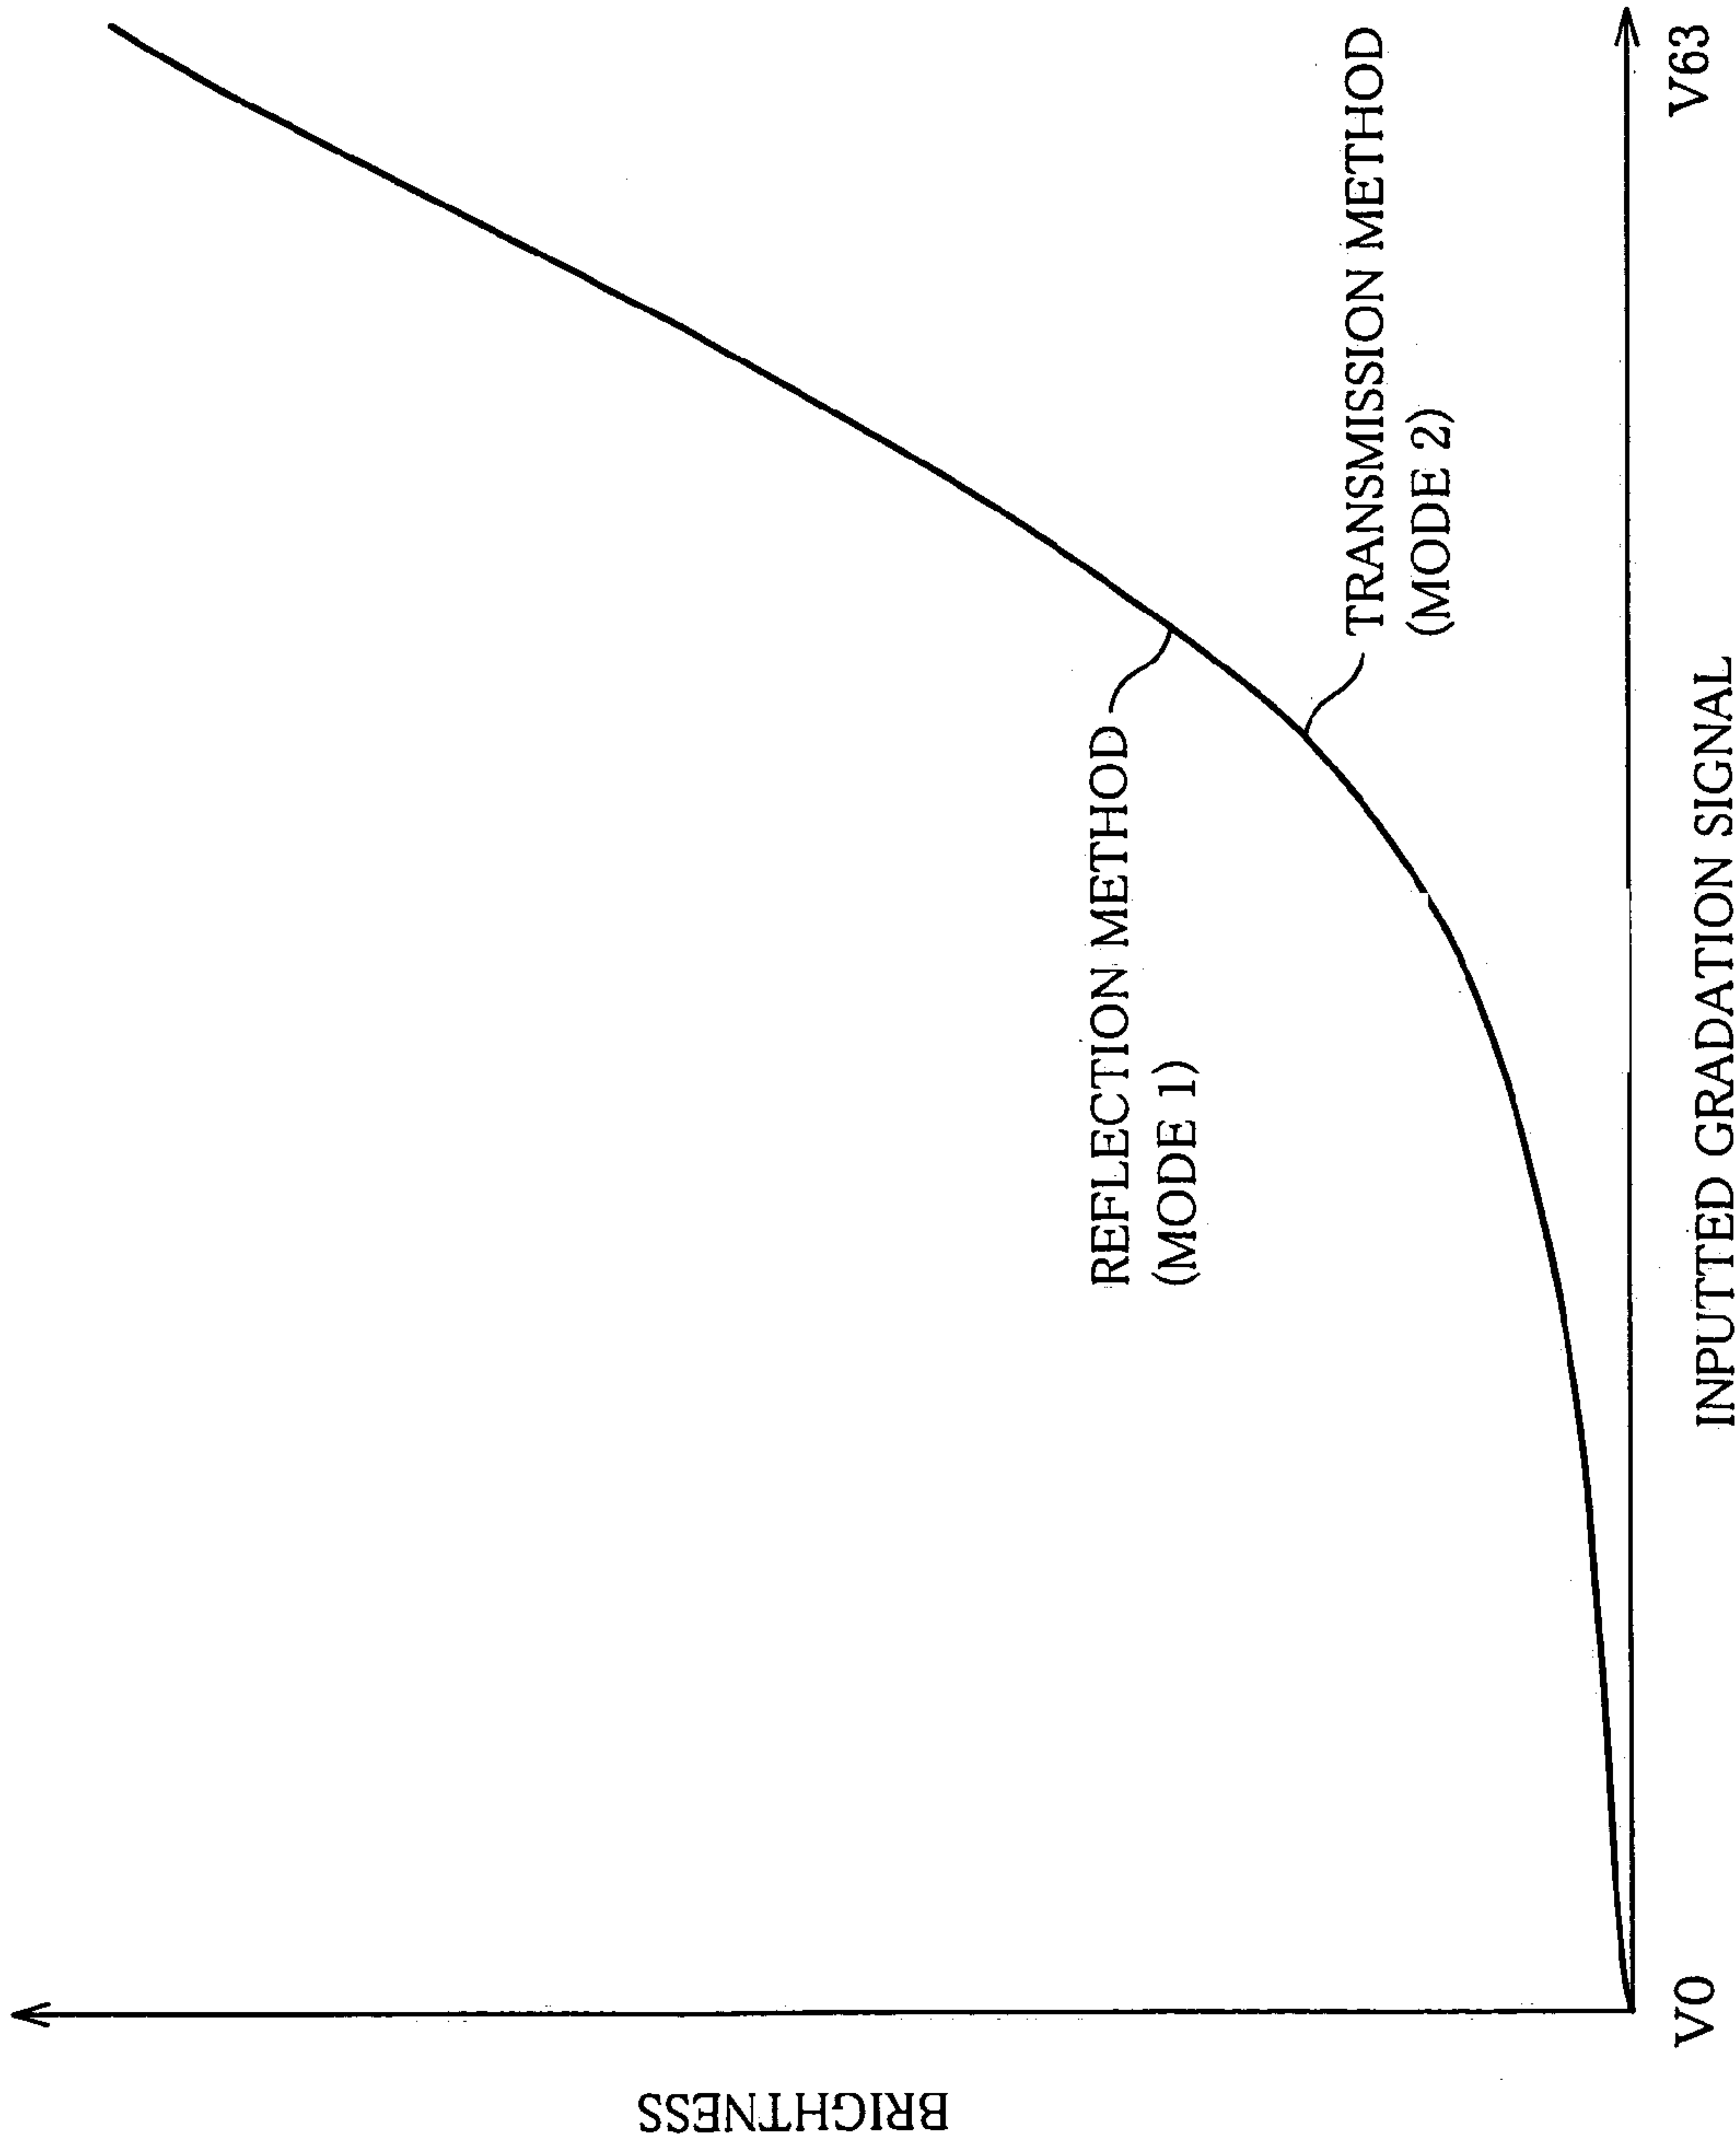 BRIGHTNESS
REFLECTION METHOD
(MODE 1)
TRANSMISSION METHOD
(MODE 2)
V0
V63
INPUTTED GRADATION SIGNAL